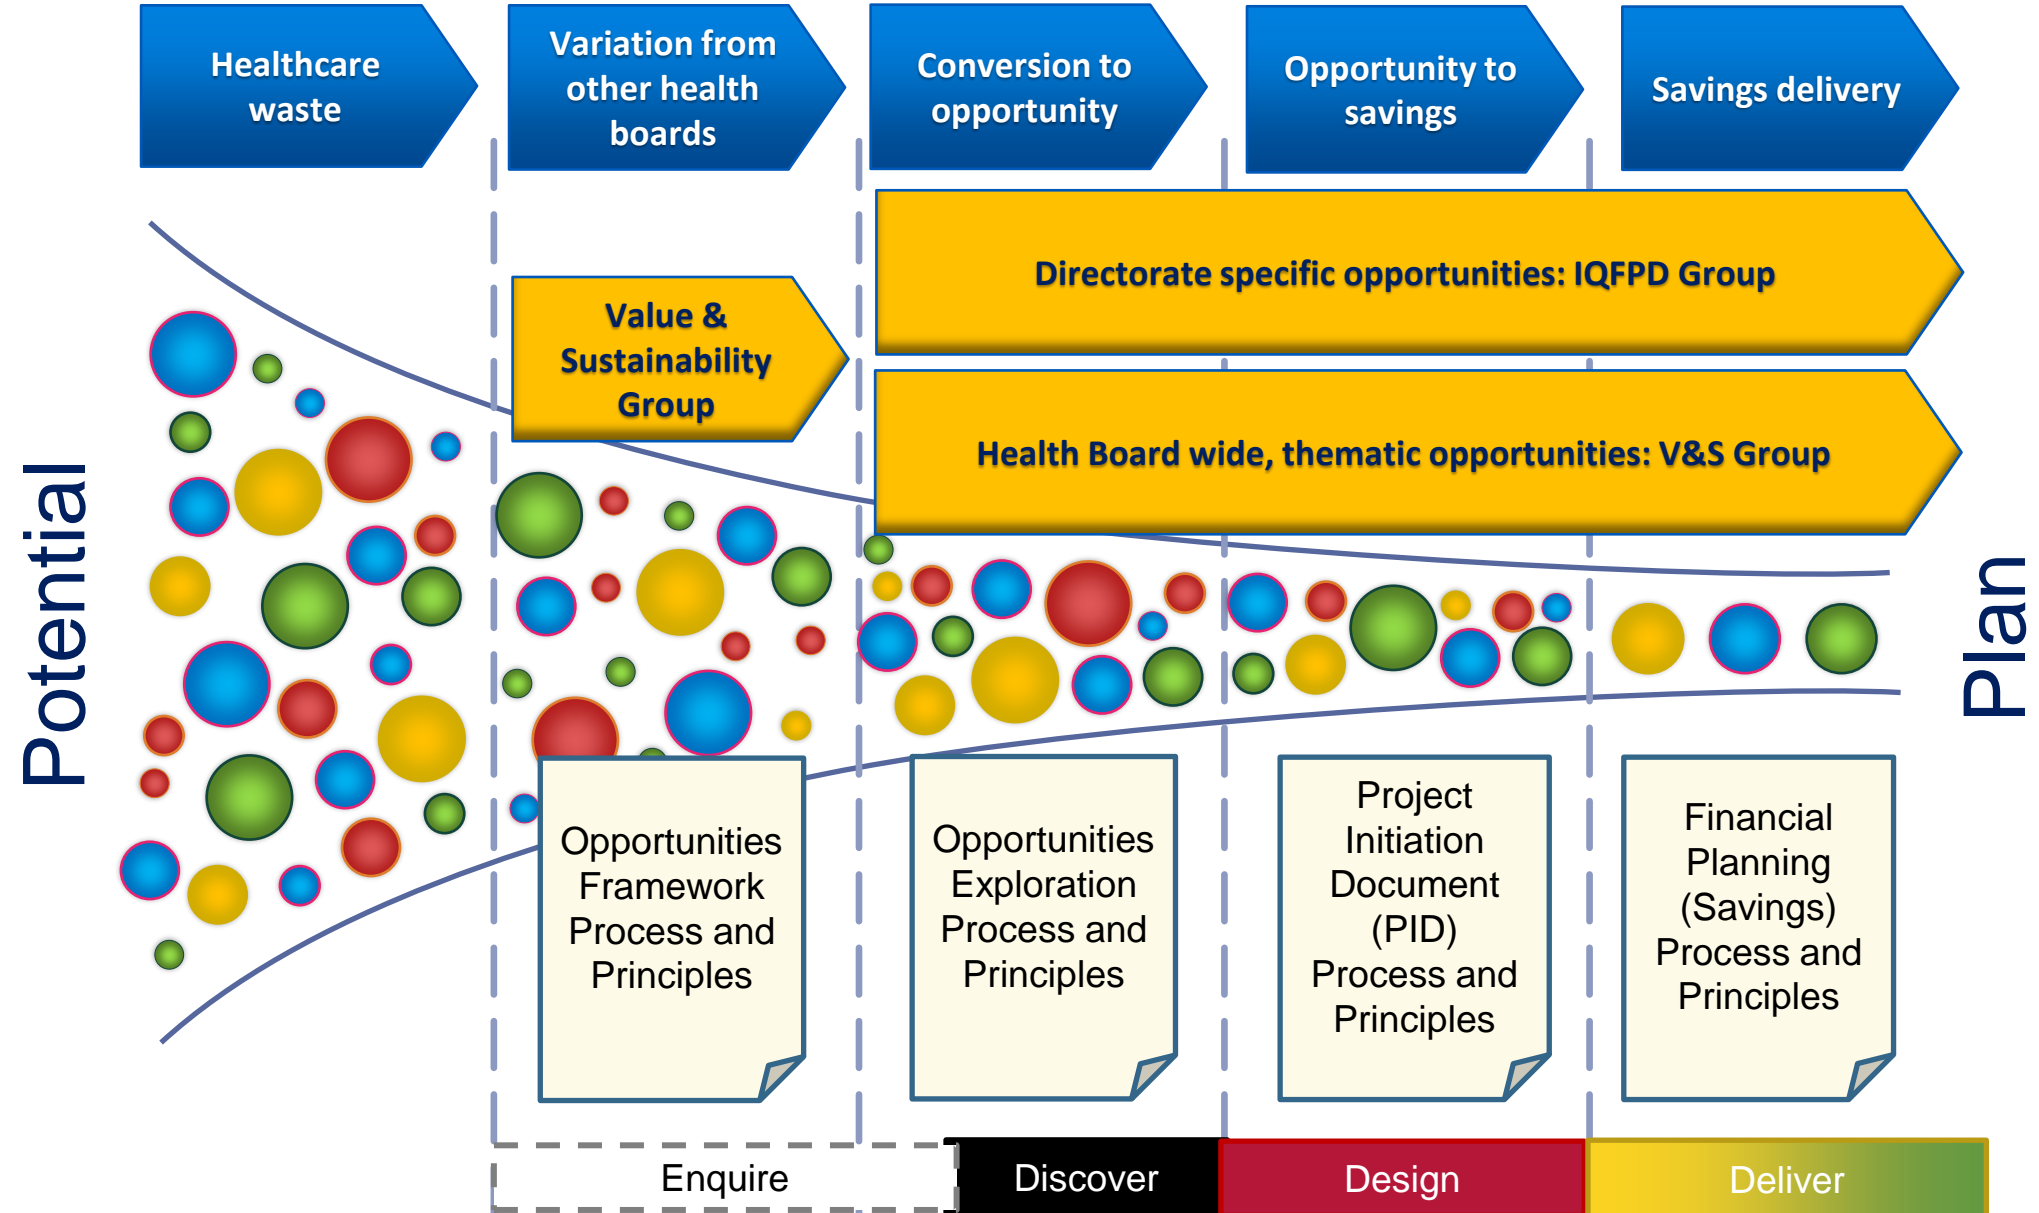 Healthcare
waste
Variation from
other health
boards
Conversion to
opportunity
Opportunity to
savings
Savings delivery
Directorate specific opportunities: IQFPD Group
Value &
Sustainability
Group
Health Board wide, thematic opportunities: V&S Group
Potential
Plan
Opportunities
Framework
Process and
Principles
Opportunities
Exploration
Process and
Principles
Project
Initiation
Document
(PID)
Process and
Principles
Financial
Planning
(Savings)
Process and
Principles
Enquire
Discover
Design
Deliver